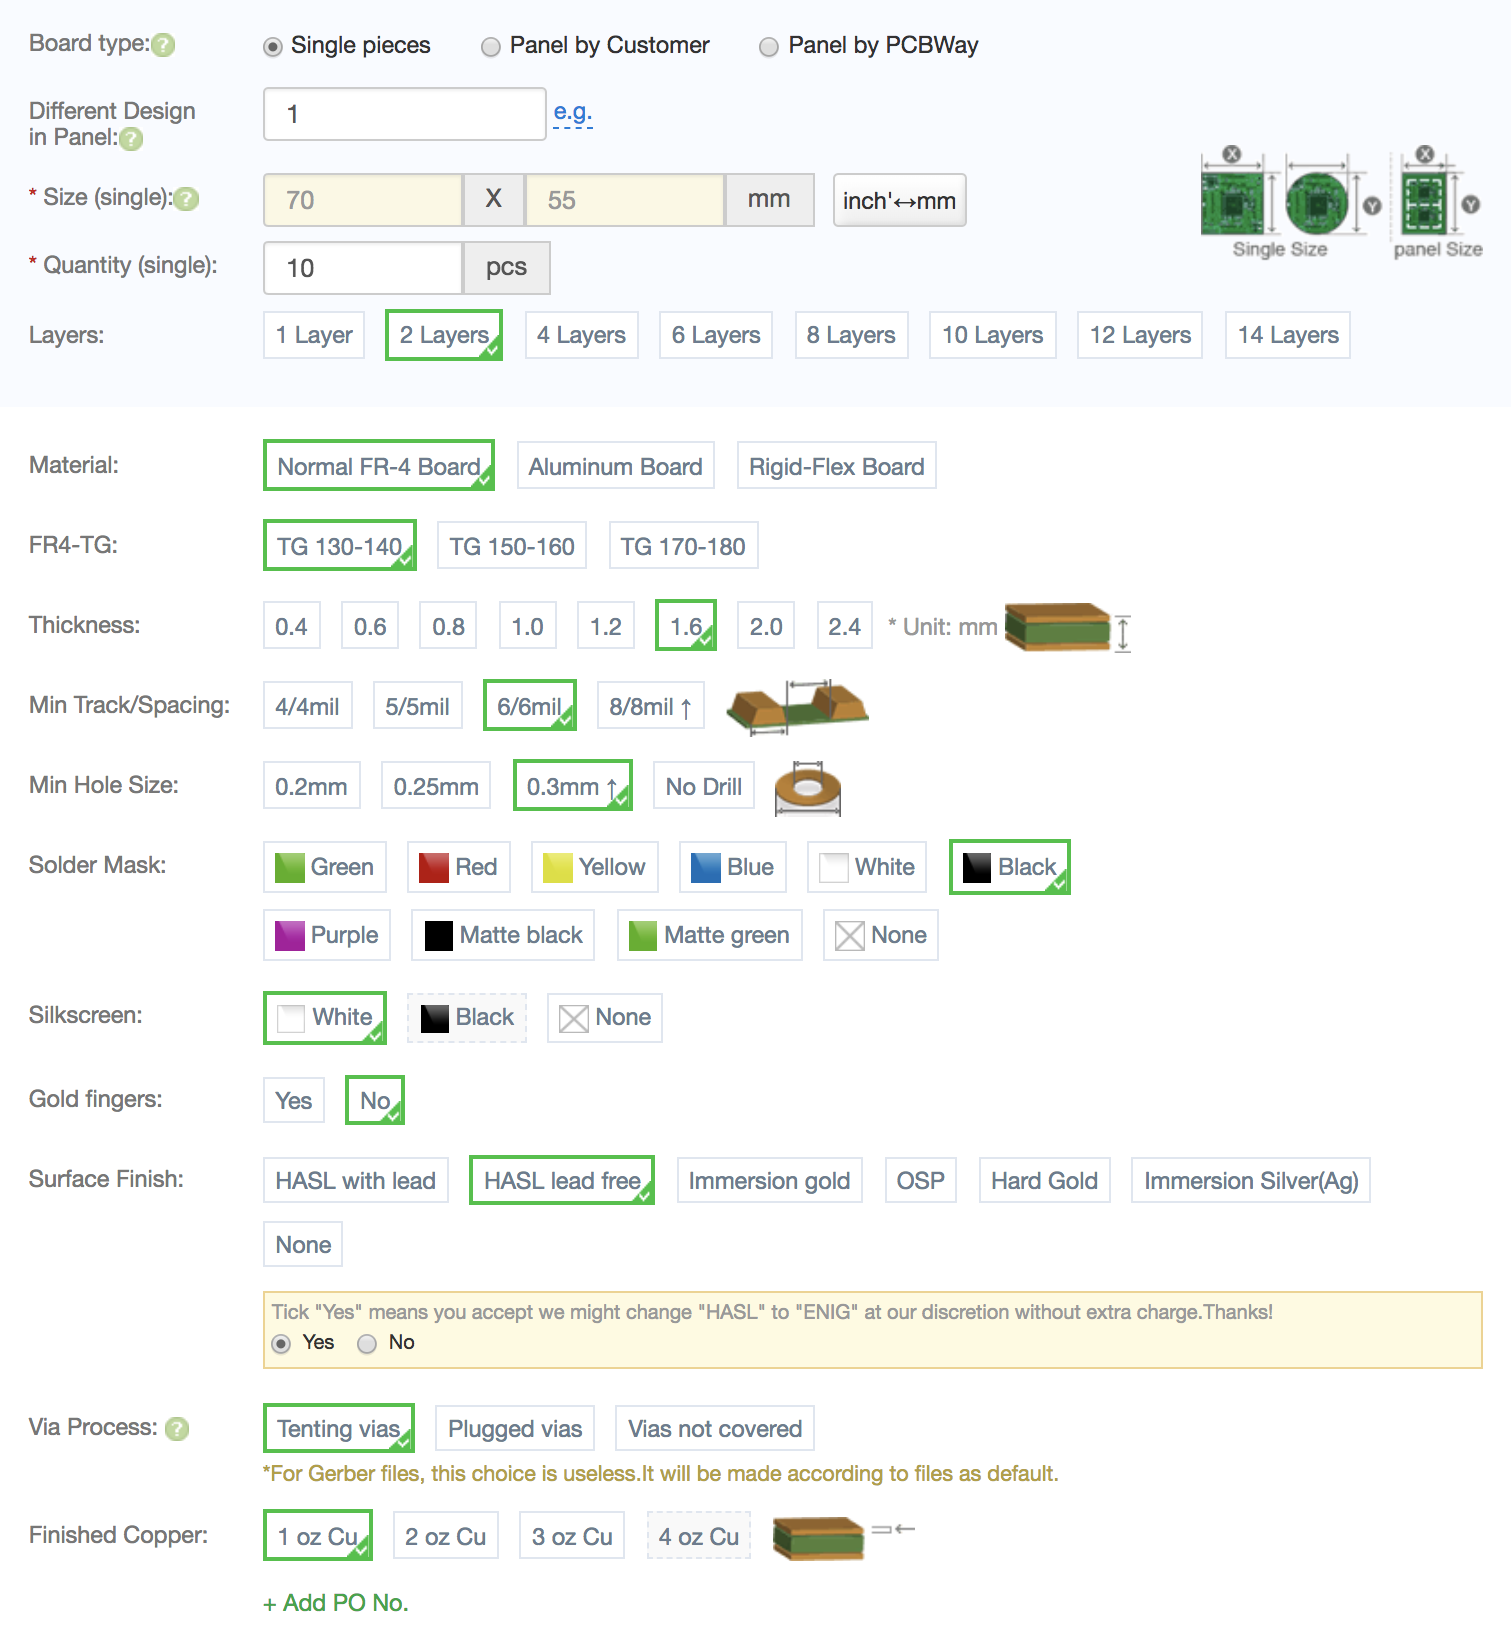 Board type: ? Single pieces Panel by Customer Panel by PCBWay
Different Design
in Panel: ? 1 e.g.
* Size (single): ? 70 X 55 mm inch'↔mm
X X
Y Y
Single Size panel Size
* Quantity (single): 10 pcs
Layers: 1 Layer 2 Layers 4 Layers 6 Layers 8 Layers 10 Layers 12 Layers 14 Layers
Material: Normal FR-4 Board Aluminum Board Rigid-Flex Board
FR4-TG: TG 130-140 TG 150-160 TG 170-180
Thickness: 0.4 0.6 0.8 1.0 1.2 1.6 2.0 2.4 * Unit: mm
Min Track/Spacing: 4/4mil 5/5mil 6/6mil 8/8mil ↑
Min Hole Size: 0.2mm 0.25mm 0.3mm ↑ No Drill
Solder Mask: Green Red Yellow Blue White Black
Purple Matte black Matte green None
Silkscreen: White Black None
Gold fingers: Yes No
Surface Finish: HASL with lead HASL lead free Immersion gold OSP Hard Gold Immersion Silver(Ag)
None
Tick "Yes" means you accept we might change "HASL" to "ENIG" at our discretion without extra charge.Thanks!
Yes No
Via Process: ? Tenting vias Plugged vias Vias not covered
*For Gerber files, this choice is useless.It will be made according to files as default.
Finished Copper: 1 oz Cu 2 oz Cu 3 oz Cu 4 oz Cu
+ Add PO No.